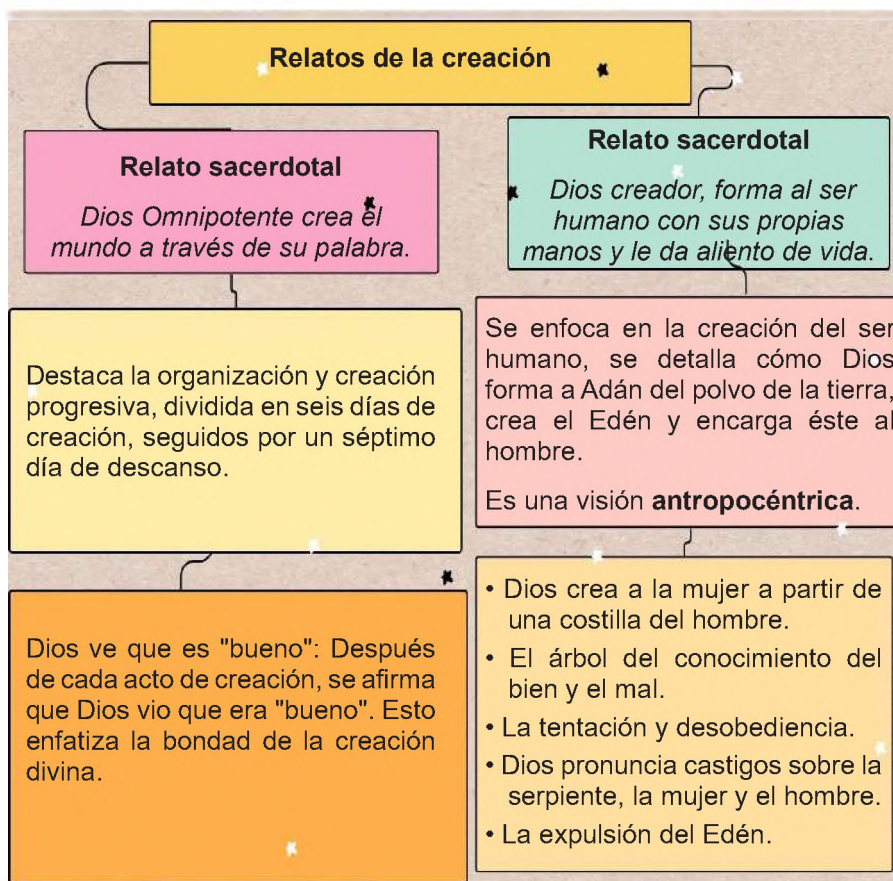 Relatos de la creación
Relato sacerdotal
Dios Omnipotente crea el
mundo a través de su palabra.
Destaca la organización y creación
progresiva, dividida en seis días de
creación, seguidos por un séptimo
día de descanso.
Dios ve que es "bueno": Después
de cada acto de creación, se afirma
que Dios vio que era "bueno". Esto
enfatiza la bondad de la creación
divina.
Relato sacerdotal
Dios creador, forma al ser
humano con sus propias
manos y le da aliento de vida.
Se enfoca en la creación del ser
humano, se detalla cómo Dios
forma a Adán del polvo de la tierra,
crea el Edén y encarga éste al
hombre.
Es una visión antropocéntrica.
• Dios crea a la mujer a partir de
una costilla del hombre.
• El árbol del conocimiento del
bien y el mal.
• La tentación y desobediencia.
• Dios pronuncia castigos sobre la
serpiente, la mujer y el hombre.
• La expulsión del Edén.